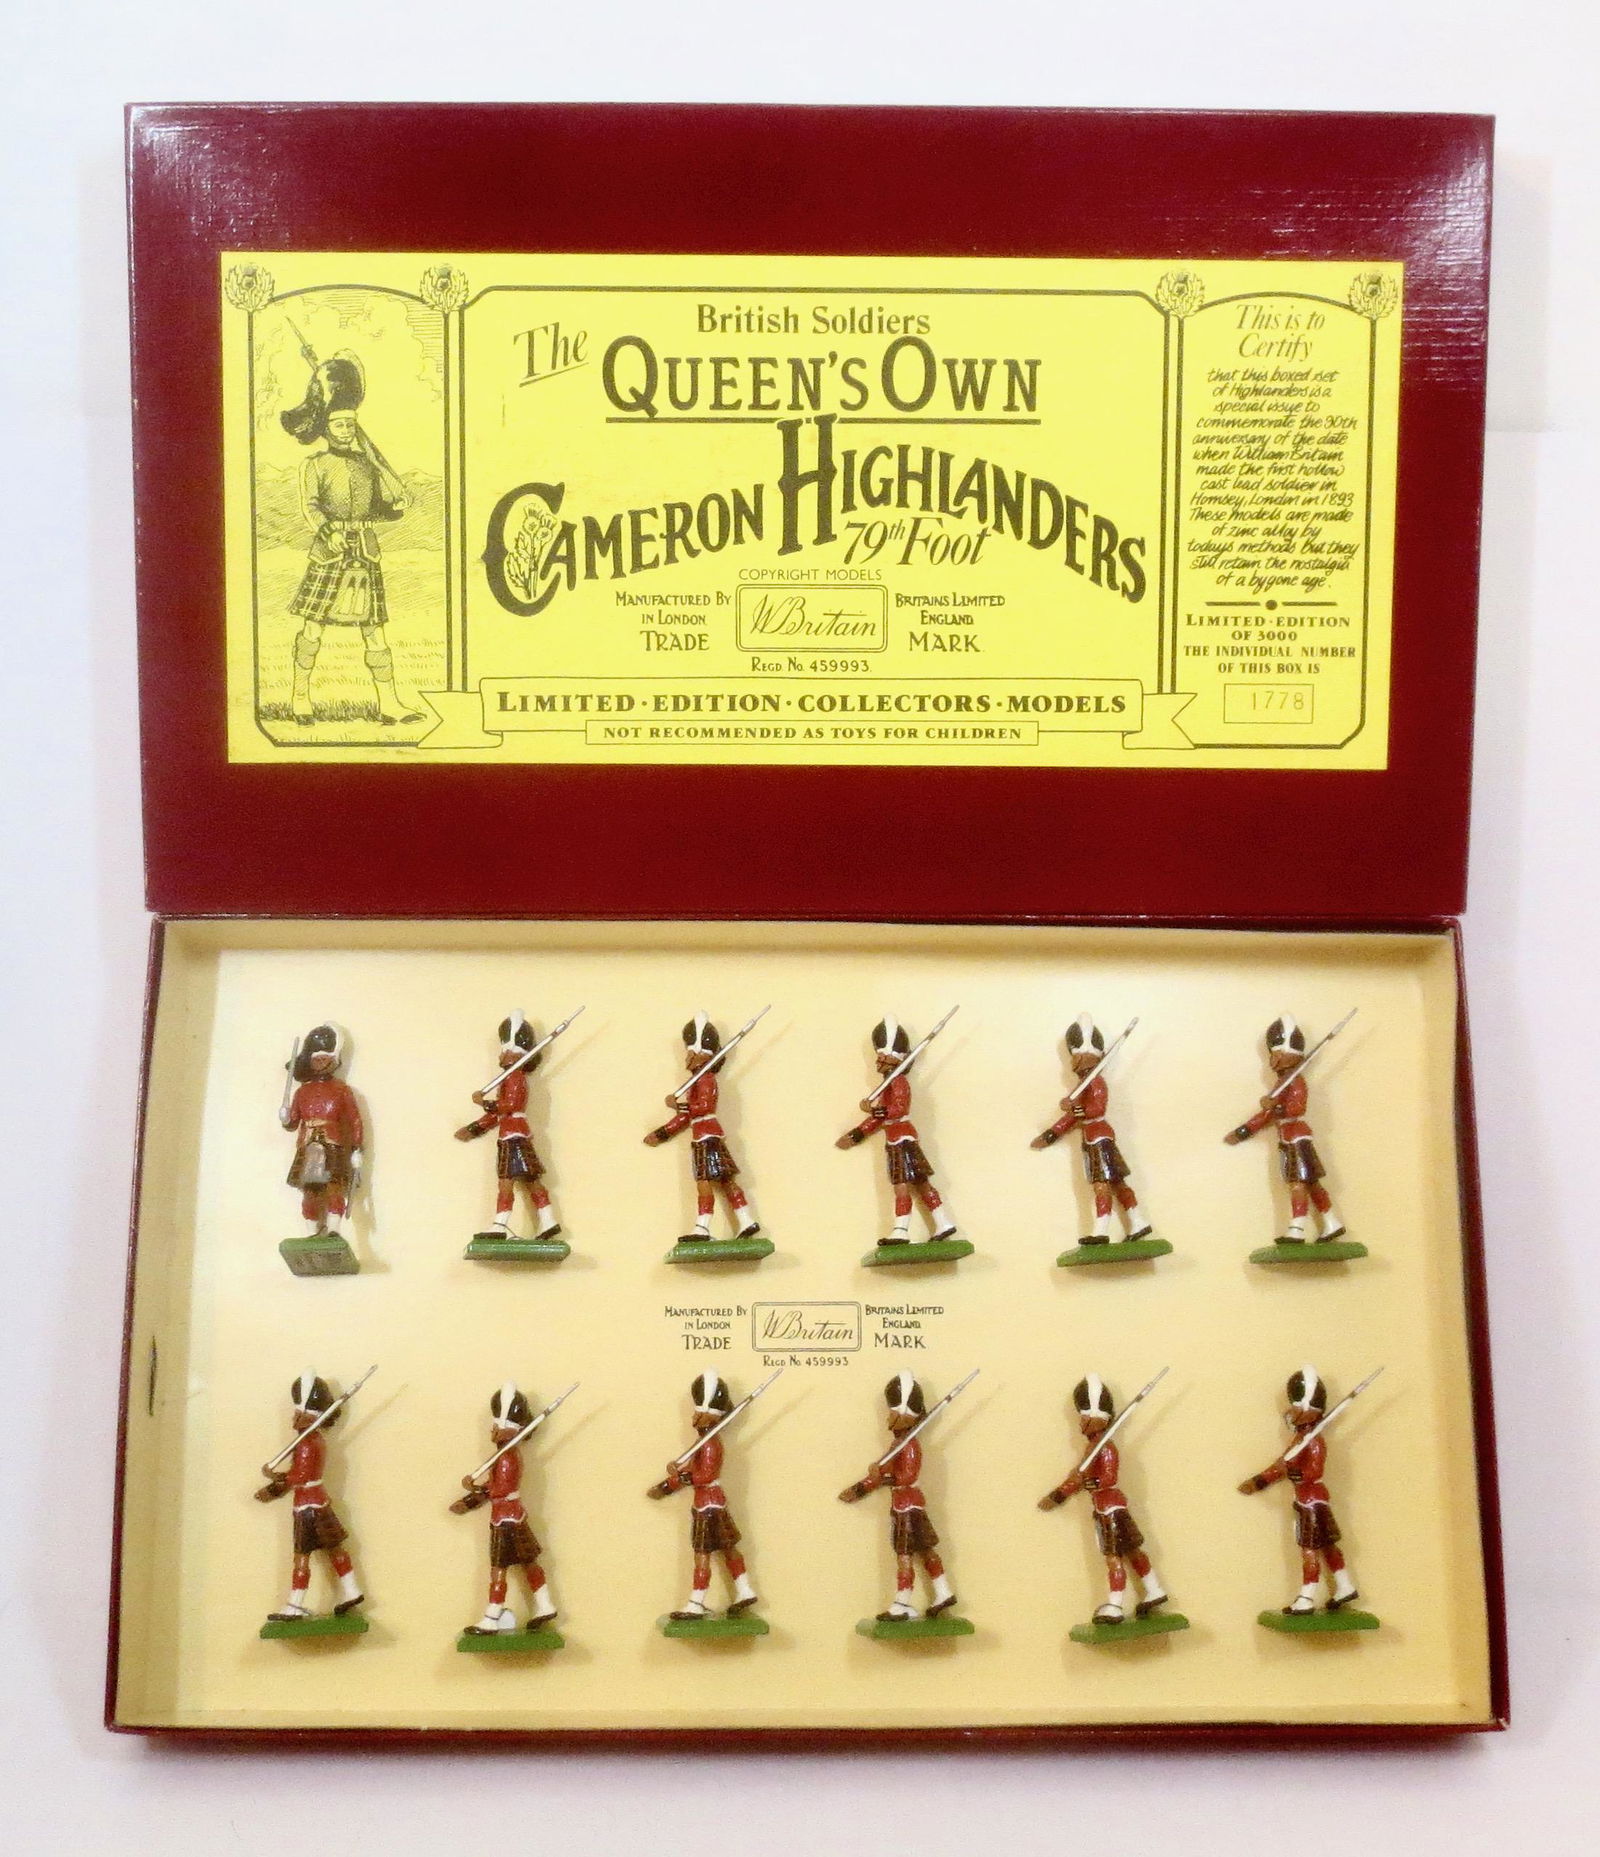 British Soldiers
The
QUEEN'S OWN
CAMERON HIGHLANDERS
79th Foot
COPYRIGHT MODELS
MANUFACTURED BY
IN LONDON
TRADE
WBritain
BRITAINS LIMITED
ENGLAND
MARK
REGD. No. 459993.
LIMITED·EDITION·COLLECTORS·MODELS
NOT RECOMMENDED AS TOYS FOR CHILDREN
This is to
Certify
that this boxed set
of Highlanders is a
special issue to
commemorate the 90th
anniversary of the date
when William Britain
made the first hollow
cast lead soldier in
Hornsey, London in 1893
These models are made
of zinc alloy by
todays methods but they
still retain the nostalgia
of a bygone age.
LIMITED·EDITION
OF 3000
THE INDIVIDUAL NUMBER
OF THIS BOX IS
1778
MANUFACTURED BY
IN LONDON
TRADE
WBritain
BRITAINS LIMITED
ENGLAND
MARK
REGD. No. 459993